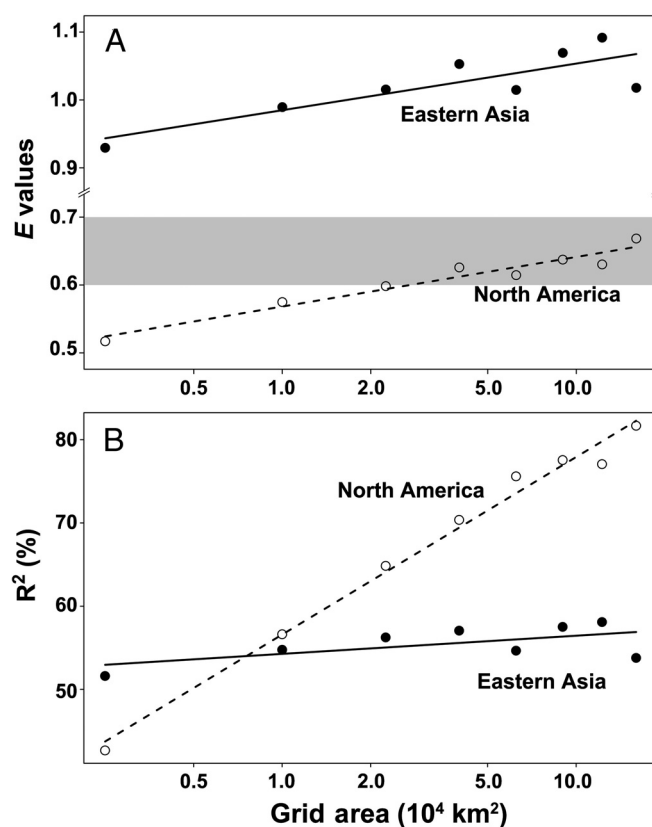 A
1.1
1.0
0.9
0.7
0.6
0.5
E values
Eastern Asia
North America
0.5 1.0 2.0 5.0 10.0
B
80
70
60
50
R² (%)
North America
Eastern Asia
0.5 1.0 2.0 5.0 10.0
Grid area (10⁴ km²)